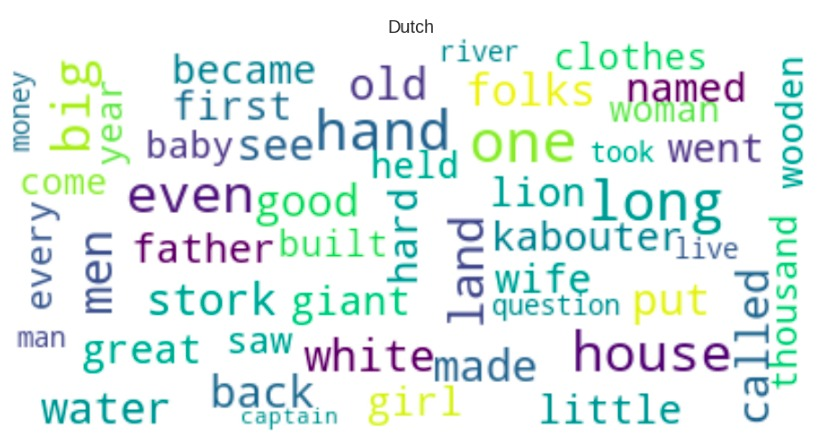 Dutch
river
clothes
money
big
year
became
old
folks
named
wooden
first
woman
baby
see
hand
one
took
went
held
come
even
good
hard
lion
long
every
men
father
built
land
kabouter
live
thousand
stork
giant
wife
question
put
called
man
great
saw
white
made
house
back
water
captain
girl
little